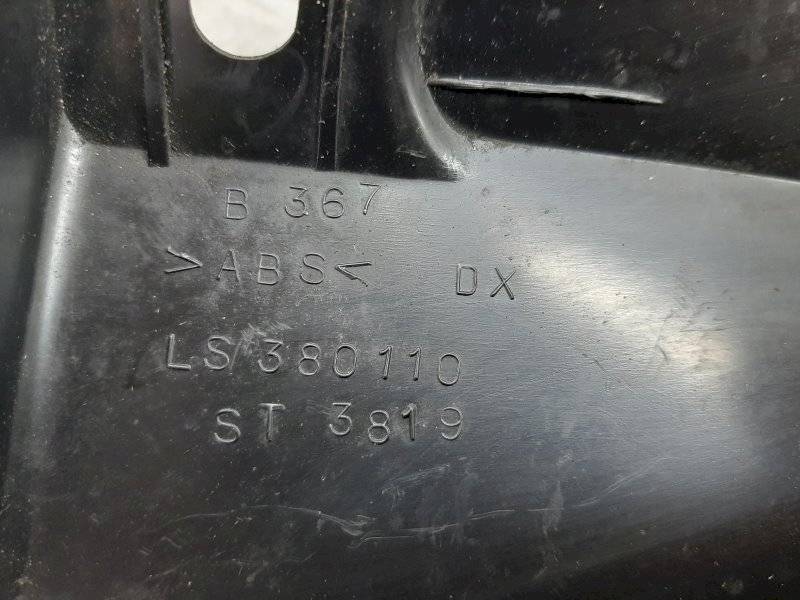 B 367
>ABS< DX
LS 380110
ST 3819